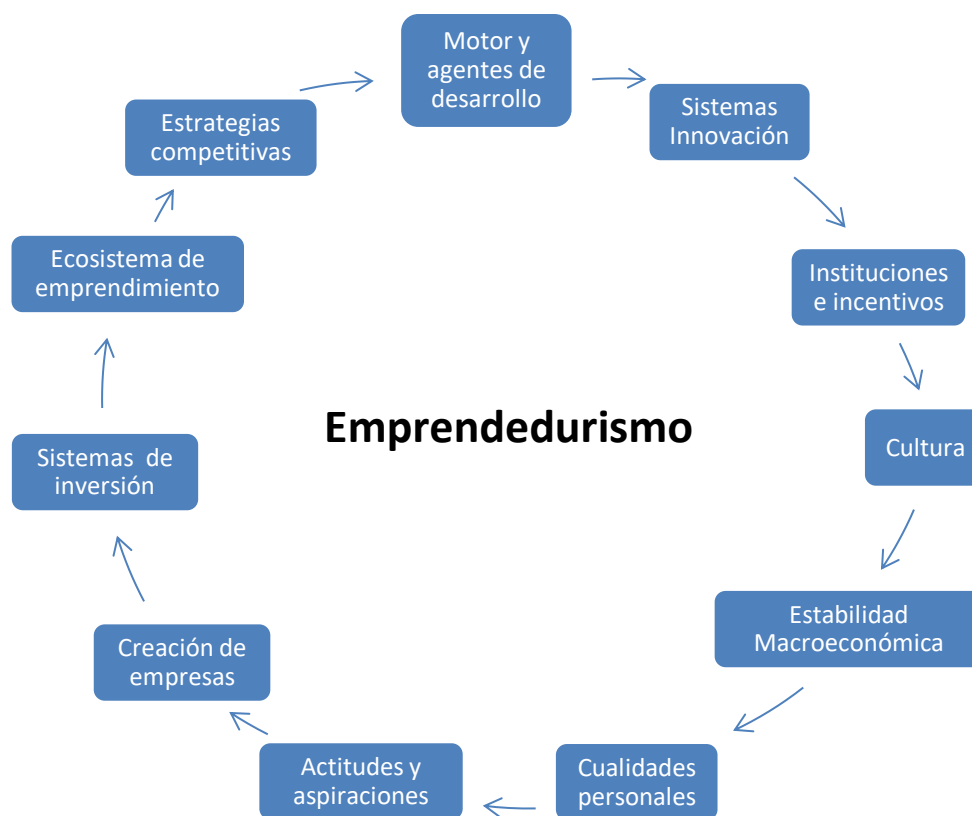 Motor y
agentes de
desarrollo
Sistemas
Innovación
Instituciones
e incentivos
Cultura
Estabilidad
Macroeconómica
Cualidades
personales
Actitudes y
aspiraciones
Creación de
empresas
Sistemas de
inversión
Ecosistema de
emprendimiento
Estrategias
competitivas
Emprendedurismo